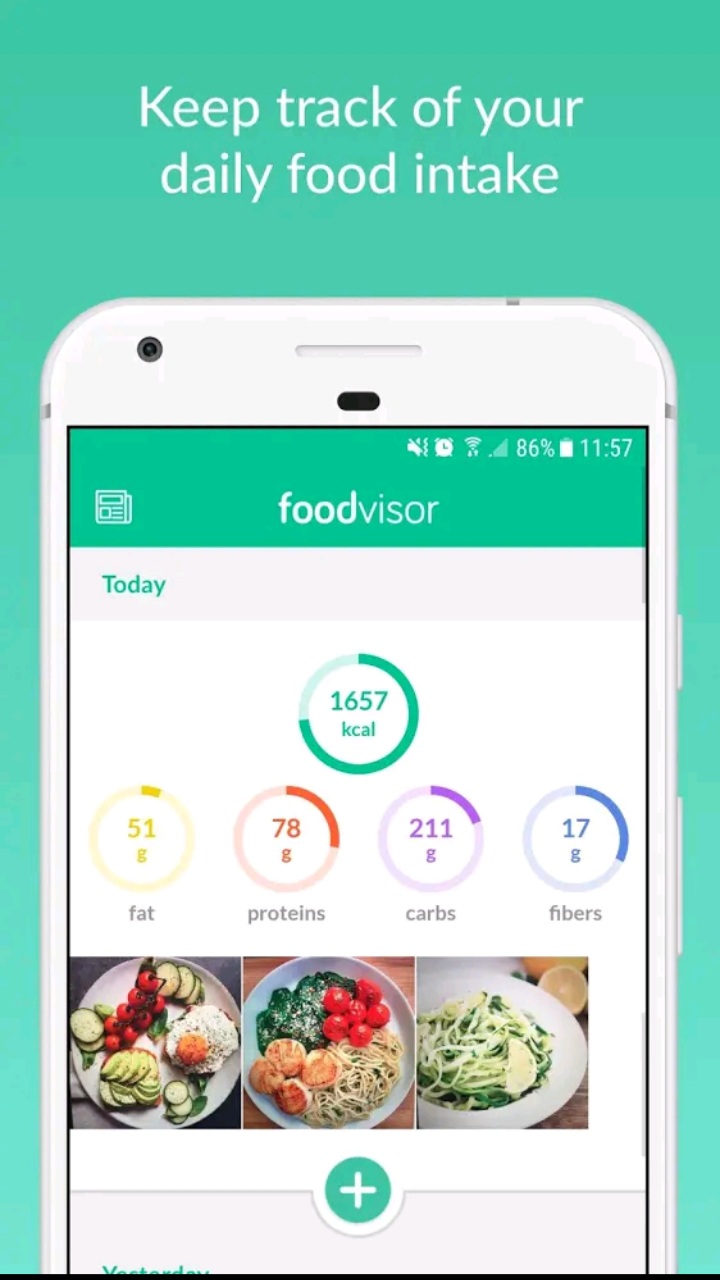 Keep track of your
daily food intake
86% 11:57
foodvisor
Today
1657
kcal
51 78 211 17
g g g g
fat proteins carbs fibers
Yesterday